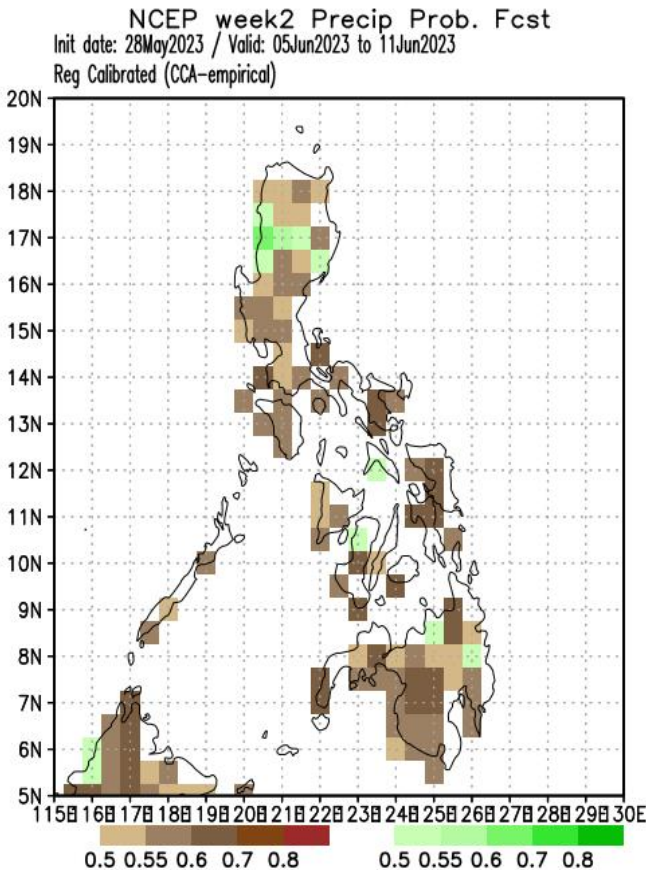 NCEP week2 Precip Prob. Fcst
Init date: 28May2023 / Valid: 05Jun2023 to 11Jun2023
Reg Calibrated (CCA-empirical)
20N
19N
18N
17N
16N
15N
14N
13N
12N
11N
10N
9N
8N
7N
6N
5N
115E 116E 117E 118E 119E 120E 121E 122E 123E 124E 125E 126E 127E 128E 129E 130E
0.5 0.55 0.6 0.7 0.8 0.5 0.55 0.6 0.7 0.8